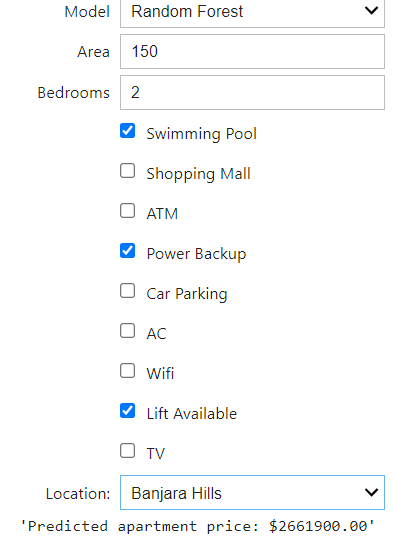 Model Random Forest
Area 150
Bedrooms 2
Swimming Pool
Shopping Mall
ATM
Power Backup
Car Parking
AC
Wifi
Lift Available
TV
Location: Banjara Hills
'Predicted apartment price: $2661900.00'